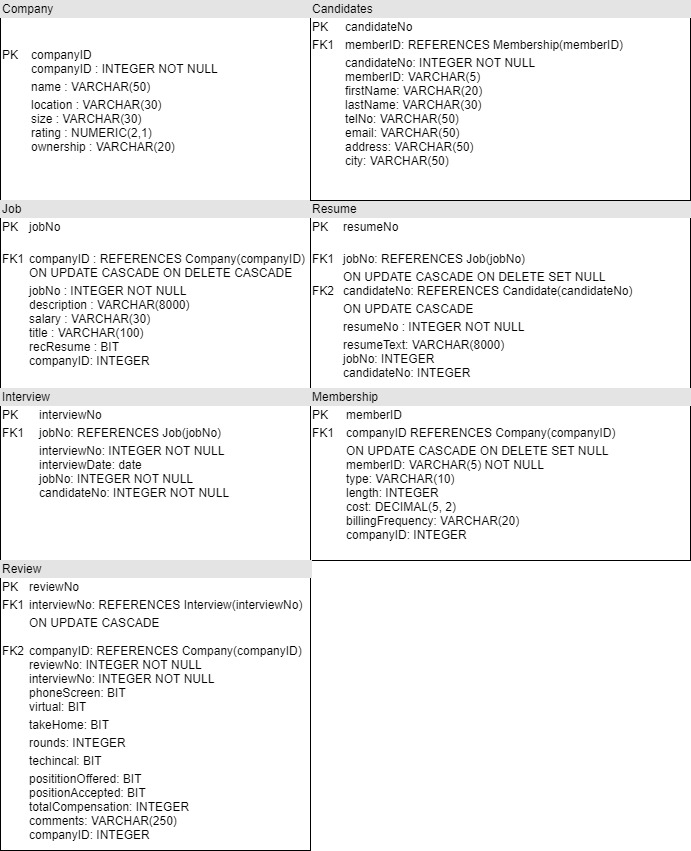 Company
PK companyID
companyID : INTEGER NOT NULL
name : VARCHAR(50)
location : VARCHAR(30)
size : VARCHAR(30)
rating : NUMERIC(2,1)
ownership : VARCHAR(20)
Candidates
PK candidateNo
FK1 memberID: REFERENCES Membership(memberID)
candidateNo: INTEGER NOT NULL
memberID: VARCHAR(5)
firstName: VARCHAR(20)
lastName: VARCHAR(30)
telNo: VARCHAR(50)
email: VARCHAR(50)
address: VARCHAR(50)
city: VARCHAR(50)
Job
PK jobNo
FK1 companyID : REFERENCES Company(companyID)
ON UPDATE CASCADE ON DELETE CASCADE
jobNo : INTEGER NOT NULL
description : VARCHAR(8000)
salary : VARCHAR(30)
title : VARCHAR(100)
recResume : BIT
companyID: INTEGER
Resume
PK resumeNo
FK1 jobNo: REFERENCES Job(jobNo)
ON UPDATE CASCADE ON DELETE SET NULL
FK2 candidateNo: REFERENCES Candidate(candidateNo)
ON UPDATE CASCADE
resumeNo : INTEGER NOT NULL
resumeText: VARCHAR(8000)
jobNo: INTEGER
candidateNo: INTEGER
Interview
PK interviewNo
FK1 jobNo: REFERENCES Job(jobNo)
interviewNo: INTEGER NOT NULL
interviewDate: date
jobNo: INTEGER NOT NULL
candidateNo: INTEGER NOT NULL
Membership
PK memberID
FK1 companyID REFERENCES Company(companyID)
ON UPDATE CASCADE ON DELETE SET NULL
memberID: VARCHAR(5) NOT NULL
type: VARCHAR(10)
length: INTEGER
cost: DECIMAL(5, 2)
billingFrequency: VARCHAR(20)
companyID: INTEGER
Review
PK reviewNo
FK1 interviewNo: REFERENCES Interview(interviewNo)
ON UPDATE CASCADE
FK2 companyID: REFERENCES Company(companyID)
reviewNo: INTEGER NOT NULL
interviewNo: INTEGER NOT NULL
phoneScreen: BIT
virtual: BIT
takeHome: BIT
rounds: INTEGER
techincal: BIT
posititionOffered: BIT
positionAccepted: BIT
totalCompensation: INTEGER
comments: VARCHAR(250)
companyID: INTEGER